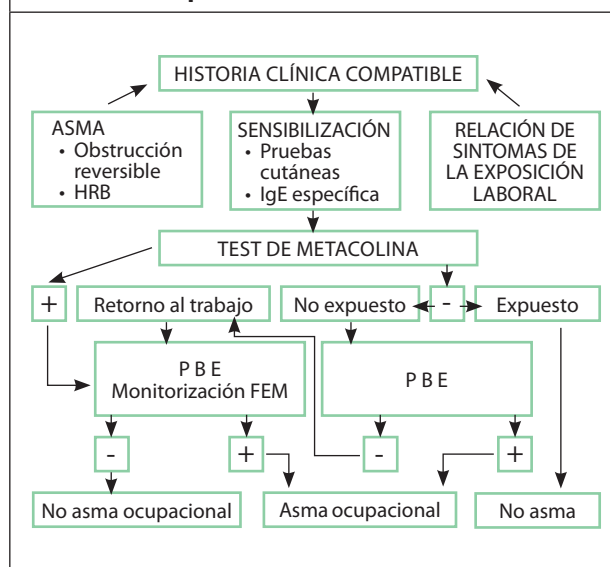 HISTORIA CLÍNICA COMPATIBLE
ASMA
• Obstrucción
reversible
• HRB
SENSIBILIZACIÓN
• Pruebas
cutáneas
• IgE específica
RELACIÓN DE
SINTOMAS DE
LA EXPOSICIÓN
LABORAL
TEST DE METACOLINA
+
Retorno al trabajo
No expuesto
-
Expuesto
P B E
Monitorización FEM
P B E
-
+
-
+
No asma ocupacional
Asma ocupacional
No asma